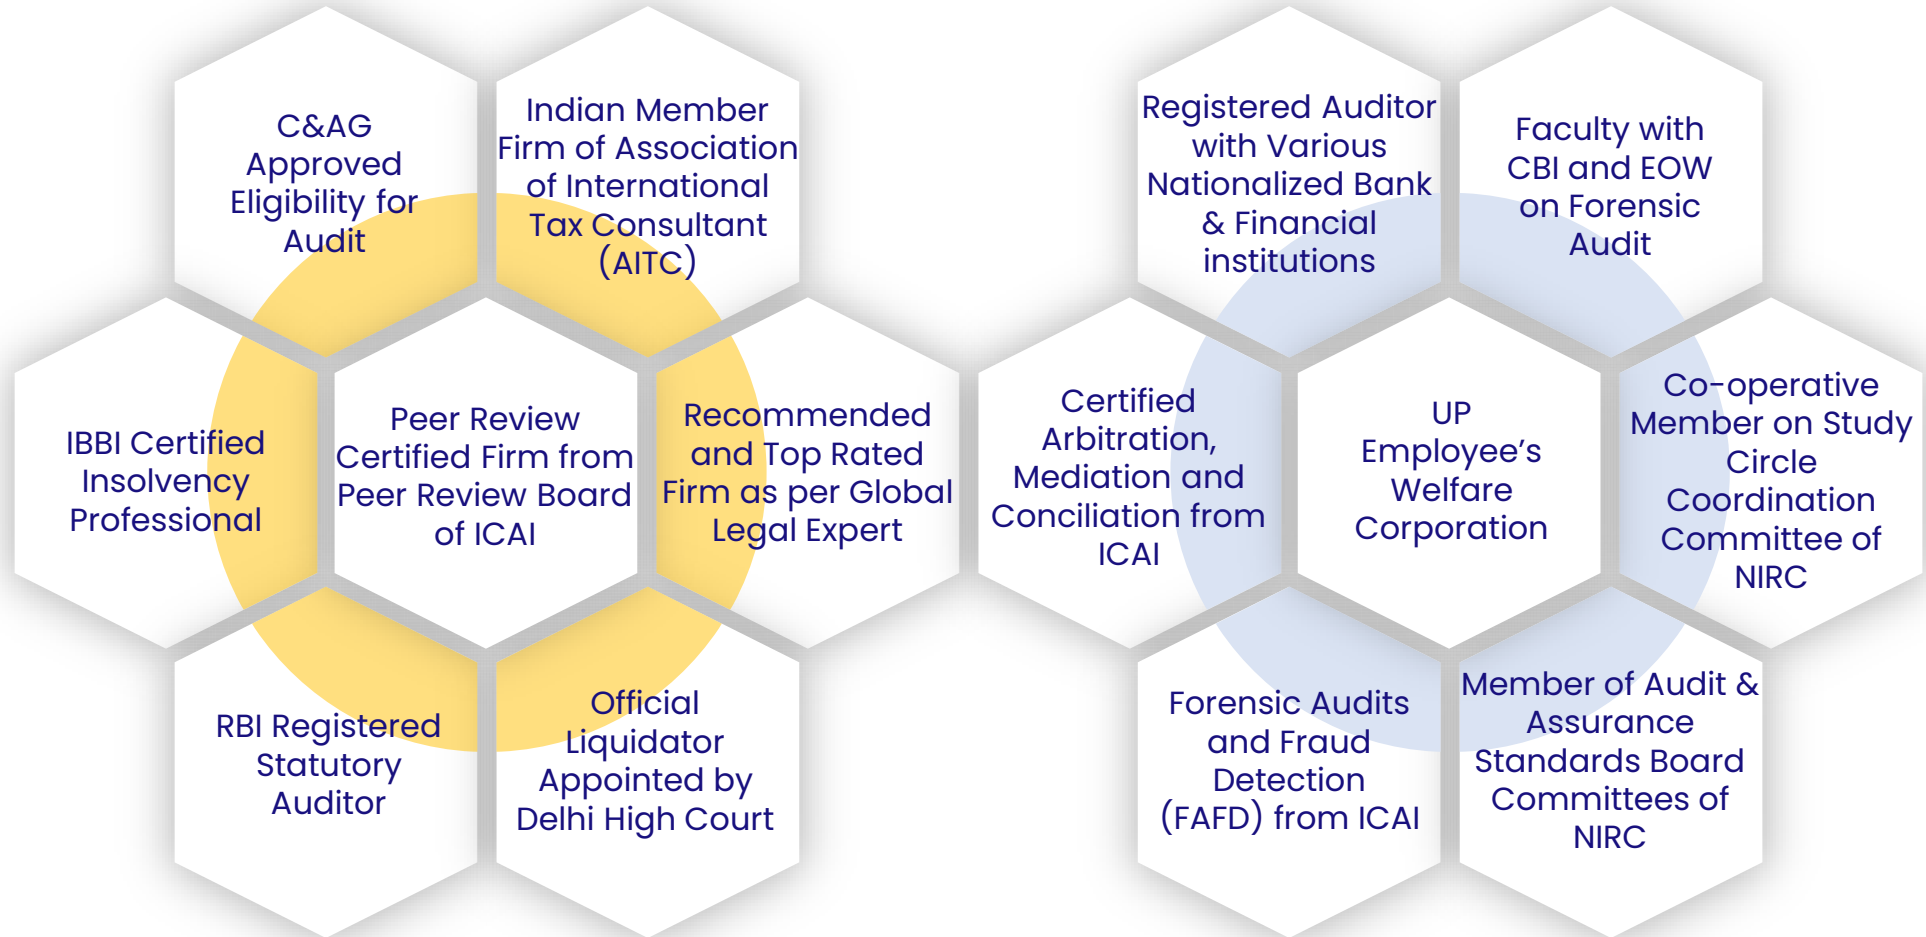 C&AG
Approved
Eligibility for
Audit
Indian Member
Firm of Association
of International
Tax Consultant
(AITC)
IBBI Certified
Insolvency
Professional
Peer Review
Certified Firm from
Peer Review Board
of ICAI
Recommended
and Top Rated
Firm as per Global
Legal Expert
RBI Registered
Statutory
Auditor
Official
Liquidator
Appointed by
Delhi High Court
Registered Auditor
with Various
Nationalized Bank
& Financial
institutions
Faculty with
CBI and EOW
on Forensic
Audit
Certified
Arbitration,
Mediation and
Conciliation from
ICAI
UP
Employee’s
Welfare
Corporation
Co-operative
Member on Study
Circle
Coordination
Committee of
NIRC
Forensic Audits
and Fraud
Detection
(FAFD) from ICAI
Member of Audit &
Assurance
Standards Board
Committees of
NIRC